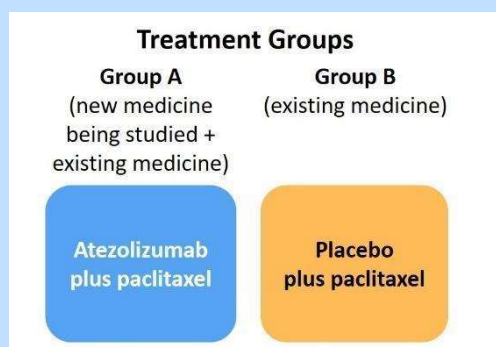 Treatment Groups
Group A
(new medicine
being studied +
existing medicine)
Group B
(existing medicine)
Atezolizumab
plus paclitaxel
Placebo
plus paclitaxel